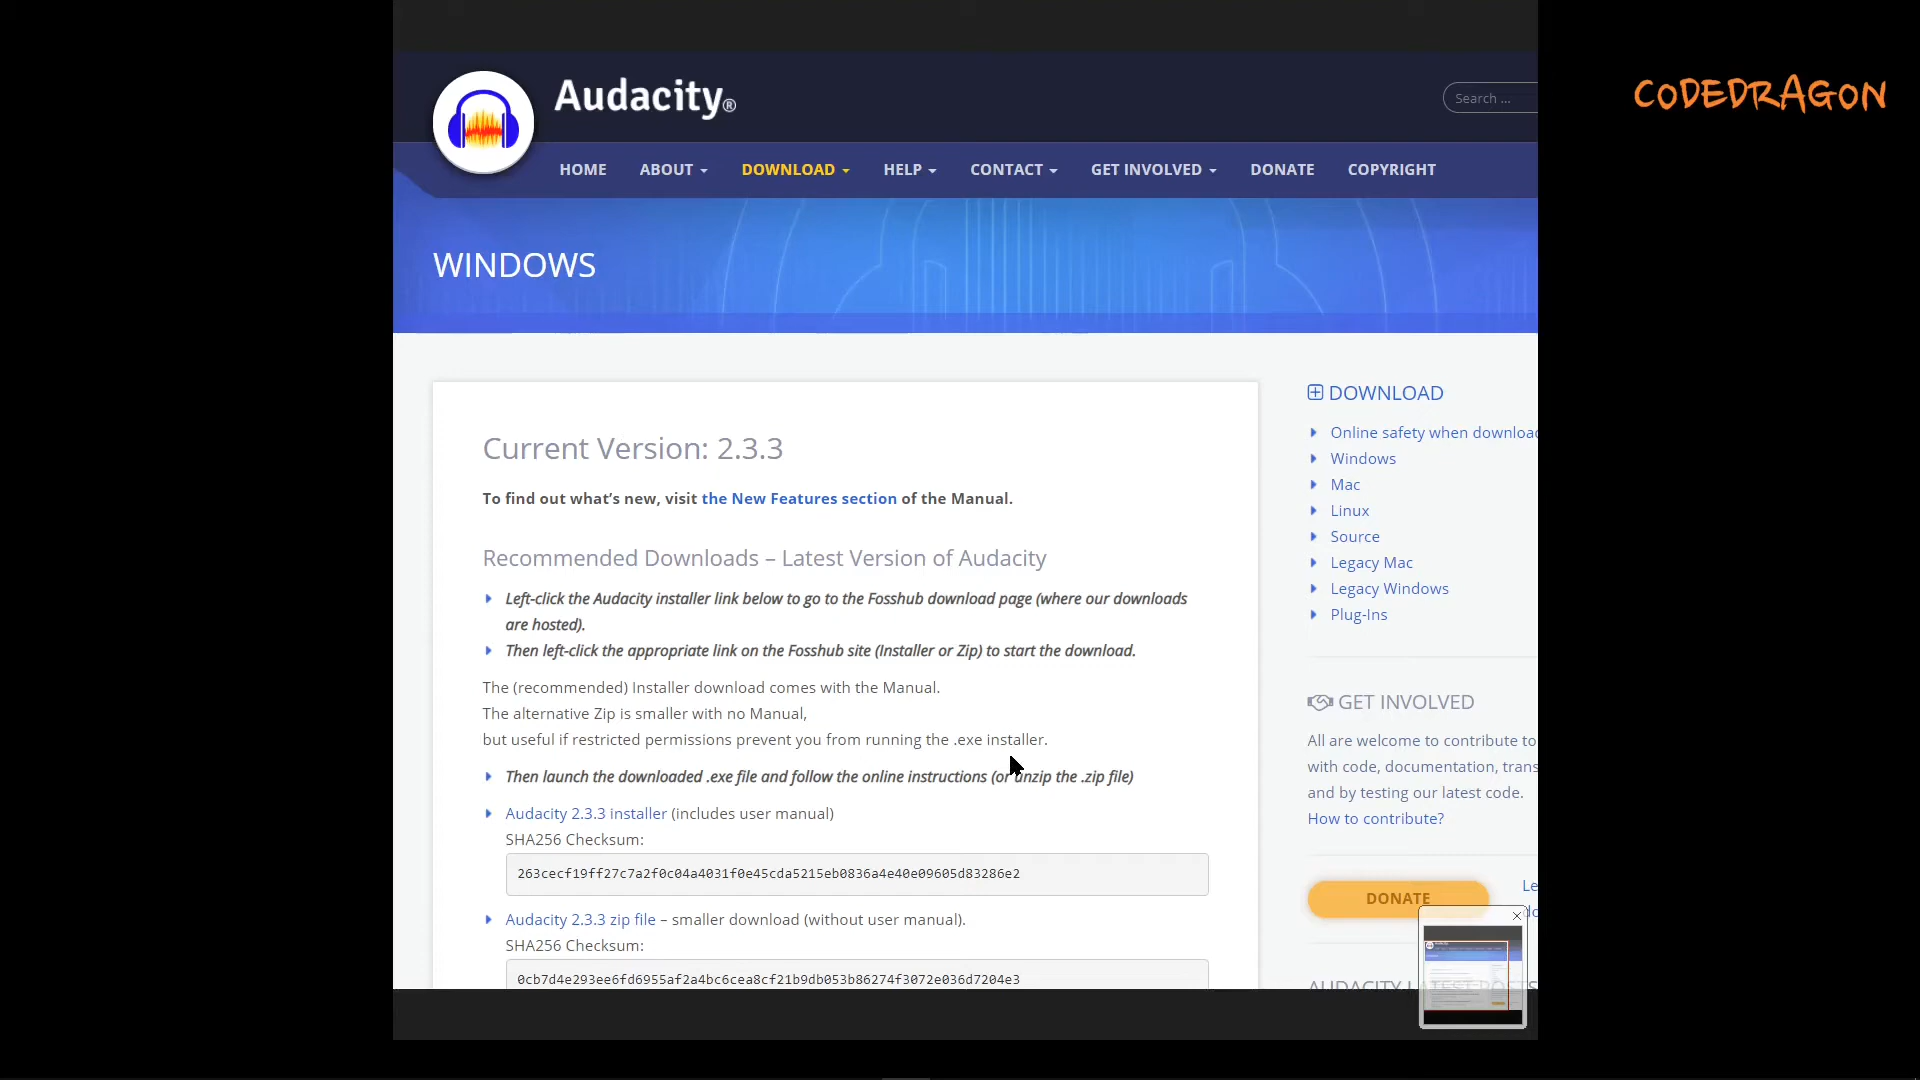 Audacity®
Search ...
CODEDRAGON
HOME ABOUT DOWNLOAD HELP CONTACT GET INVOLVED DONATE COPYRIGHT
WINDOWS
Current Version: 2.3.3
To find out what's new, visit the New Features section of the Manual.
Recommended Downloads – Latest Version of Audacity
Left-click the Audacity installer link below to go to the Fosshub download page (where our downloads
are hosted).
Then left-click the appropriate link on the Fosshub site (Installer or Zip) to start the download.
The (recommended) Installer download comes with the Manual.
The alternative Zip is smaller with no Manual,
but useful if restricted permissions prevent you from running the .exe installer.
Then launch the downloaded .exe file and follow the online instructions (or unzip the .zip file)
Audacity 2.3.3 installer (includes user manual)
SHA256 Checksum:
263cecf19ff27c7a2f0c04a4031f0e45cda5215eb0836a4e40e09605d83286e2
Audacity 2.3.3 zip file – smaller download (without user manual).
SHA256 Checksum:
0cb7d4e293ee6fd6955af2a4bc6cea8cf21b9db053b86274f3072e036d7204e3
DOWNLOAD
Online safety when downloac
Windows
Mac
Linux
Source
Legacy Mac
Legacy Windows
Plug-Ins
GET INVOLVED
All are welcome to contribute to
with code, documentation, trans
and by testing our latest code.
How to contribute?
DONATE
Le
AUDACITY LATEST POSTS